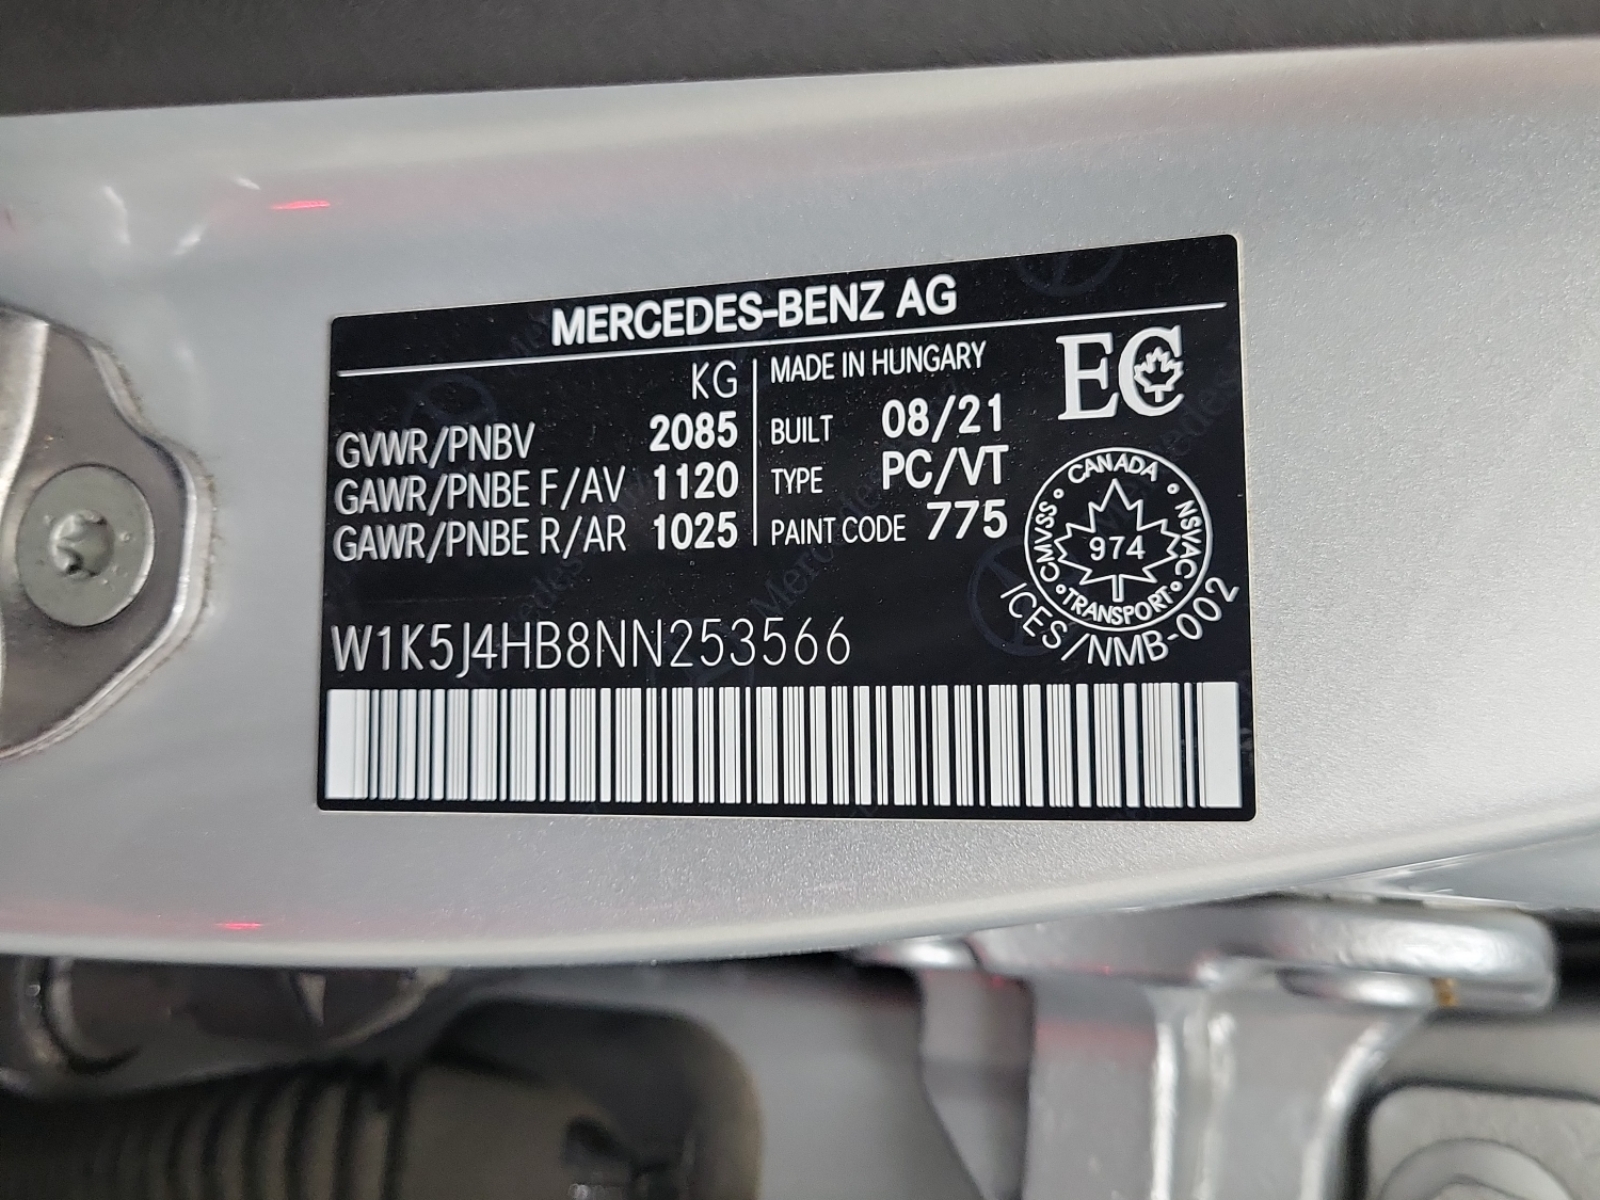 MERCEDES-BENZ AG
KG
GVWR/PNBV 2085
GAWR/PNBE F/AV 1120
GAWR/PNBE R/AR 1025
MADE IN HUNGARY
BUILT 08/21
TYPE PC/VT
PAINT CODE 775
EC
CANADA • NSVAC • TRANSPORT • CMVSS •
974
ICES/NMB-002
W1K5J4HB8NN253566